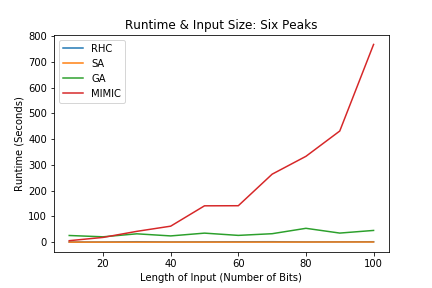 Runtime & Input Size: Six Peaks
RHC
SA
GA
MIMIC
Runtime (Seconds)
800
700
600
500
400
300
200
100
0
20 40 60 80 100
Length of Input (Number of Bits)